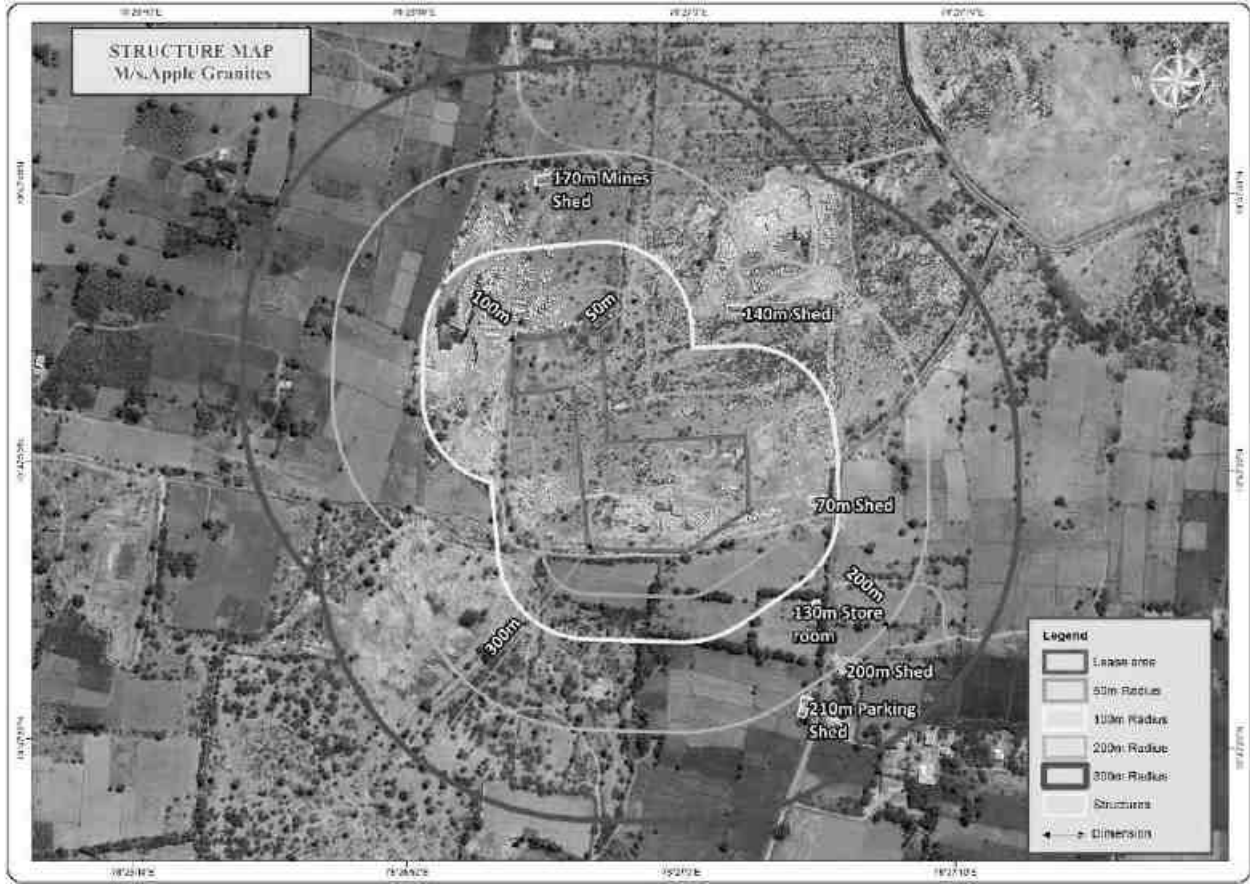 STRUCTURE MAP
M/s.Apple Granites
170m Mines
Shed
100m
50m
140m Shed
70m Shed
200m
130m Store
room
300m
200m Shed
210m Parking
Shed
Legend
Lease area
50m Radius
100m Radius
200m Radius
300m Radius
Structures
Dimension